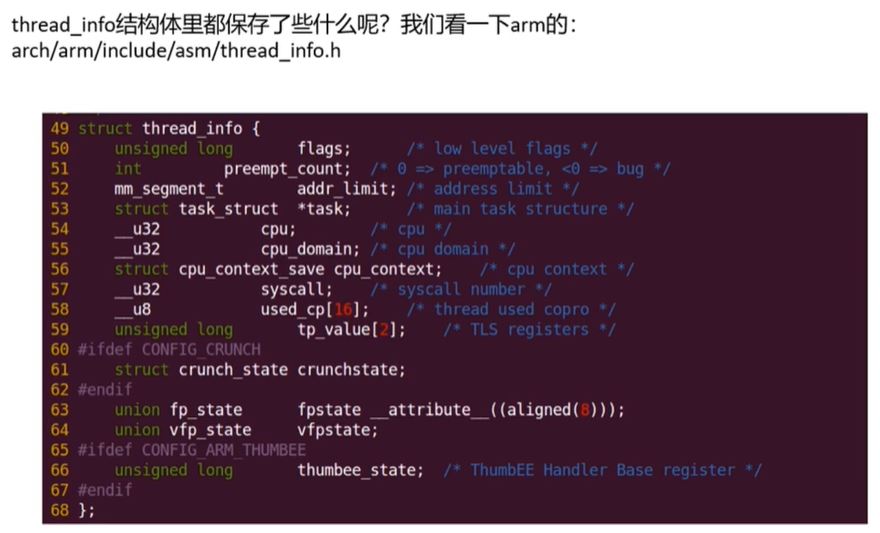 thread_info结构体里都保存了些什么呢？我们看一下arm的：
arch/arm/include/asm/thread_info.h
49 struct thread_info {
50 unsigned long flags; /* low level flags */
51 int preempt_count; /* 0 => preemptable, <0 => bug */
52 mm_segment_t addr_limit; /* address limit */
53 struct task_struct *task; /* main task structure */
54 __u32 cpu; /* cpu */
55 __u32 cpu_domain; /* cpu domain */
56 struct cpu_context_save cpu_context; /* cpu context */
57 __u32 syscall; /* syscall number */
58 __u8 used_cp[16]; /* thread used copro */
59 unsigned long tp_value[2]; /* TLS registers */
60 #ifdef CONFIG_CRUNCH
61 struct crunch_state crunchstate;
62 #endif
63 union fp_state fpstate __attribute__((aligned(8)));
64 union vfp_state vfpstate;
65 #ifdef CONFIG_ARM_THUMBEE
66 unsigned long thumbee_state; /* ThumbEE Handler Base register */
67 #endif
68 };